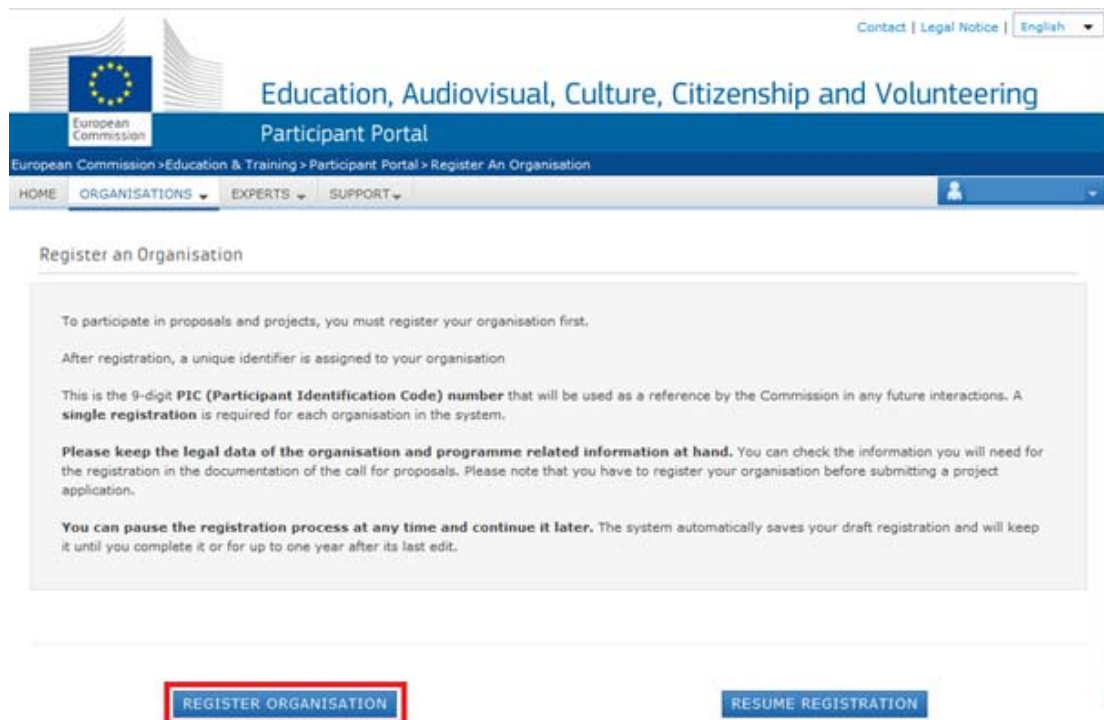 Contact | Legal Notice | English
Education, Audiovisual, Culture, Citizenship and Volunteering
European
Commission
Participant Portal
European Commission >Education & Training > Participant Portal > Register An Organisation
HOME ORGANISATIONS EXPERTS SUPPORT
Register an Organisation
To participate in proposals and projects, you must register your organisation first.
After registration, a unique identifier is assigned to your organisation
This is the 9-digit PIC (Participant Identification Code) number that will be used as a reference by the Commission in any future interactions. A
single registration is required for each organisation in the system.
Please keep the legal data of the organisation and programme related information at hand. You can check the information you will need for
the registration in the documentation of the call for proposals. Please note that you have to register your organisation before submitting a project
application.
You can pause the registration process at any time and continue it later. The system automatically saves your draft registration and will keep
it until you complete it or for up to one year after its last edit.
REGISTER ORGANISATION RESUME REGISTRATION